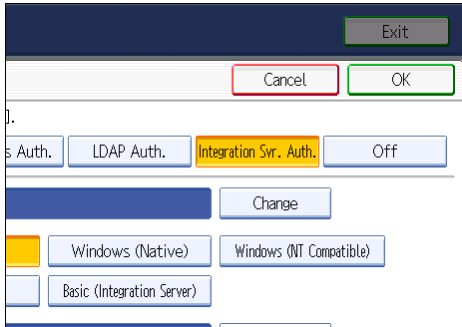 Exit
Cancel OK
].
s Auth. LDAP Auth. Integration Svr. Auth. Off
Change
Windows (Native) Windows (NT Compatible)
Basic (Integration Server)